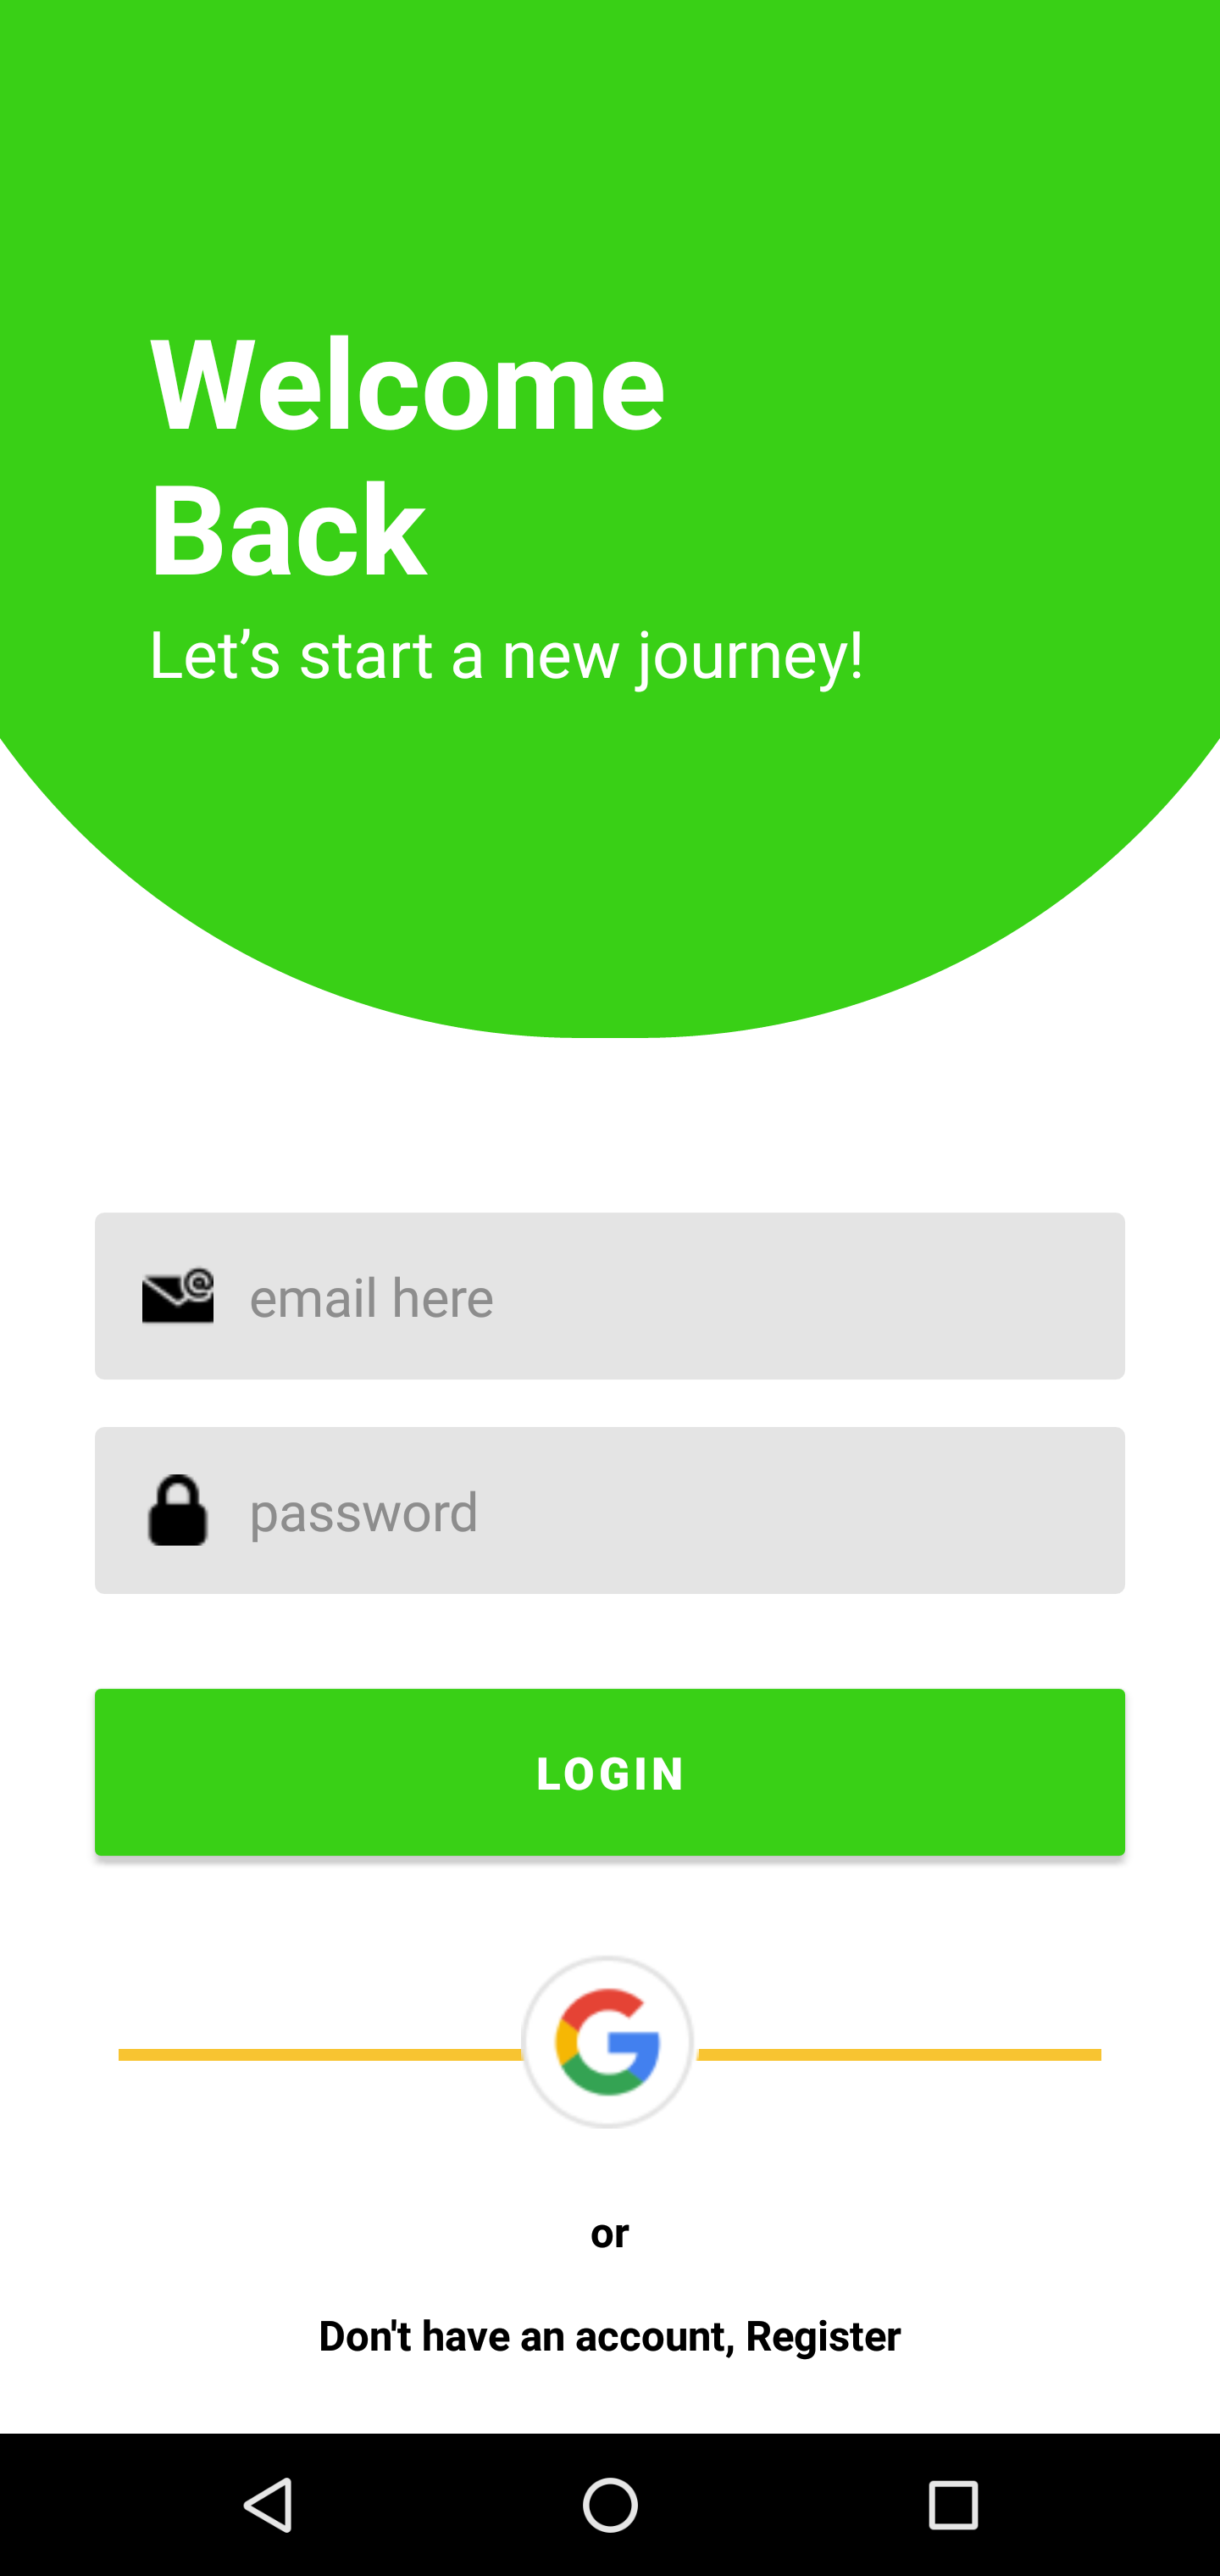 Welcome
Back
Let’s start a new journey!
email here
password
LOGIN
or
Don't have an account, Register